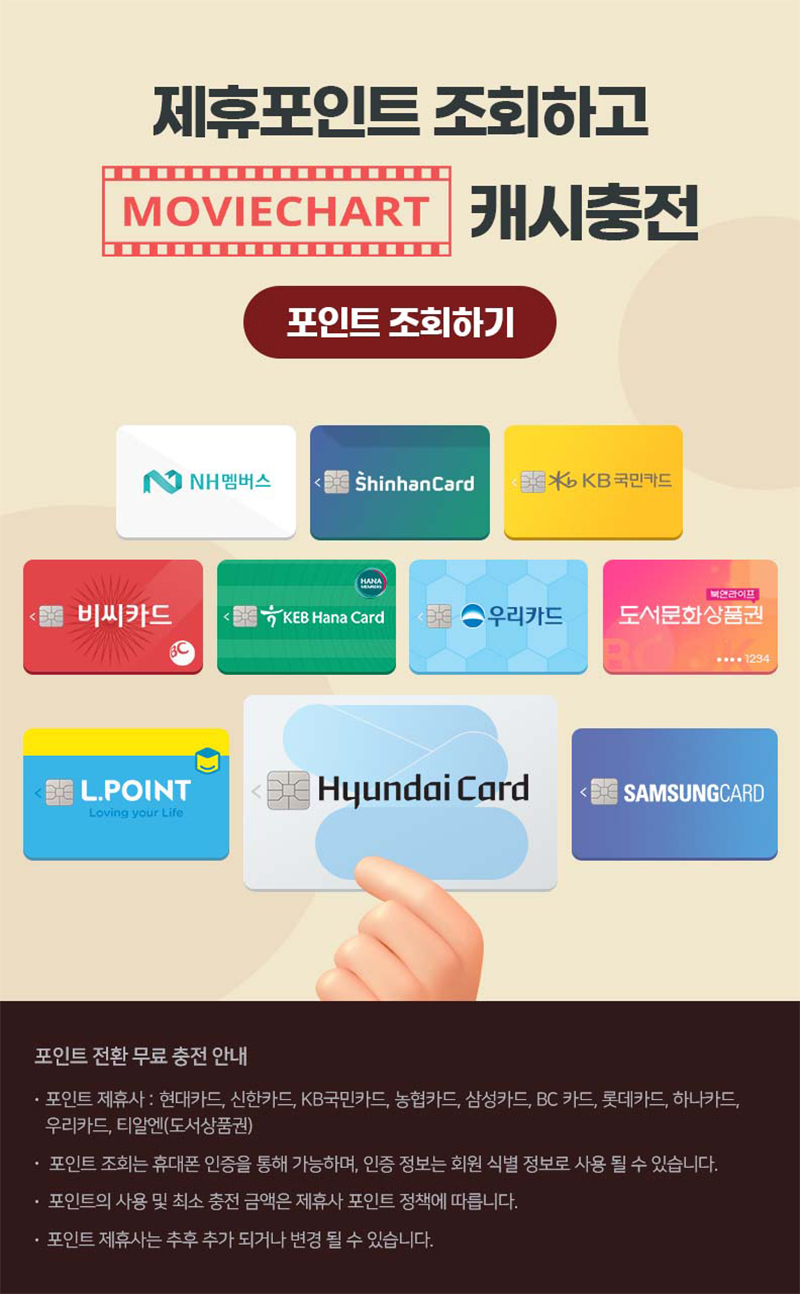 제휴포인트 조회하고
MOVIECHART 캐시충전
포인트 조회하기
NH멤버스
ShinhanCard
KB국민카드
비씨카드
BC
HANA MEMBERS
KEB Hana Card
우리카드
북앤라이프
도서문화상품권
•••• 1234
L.POINT
Loving your Life
Hyundai Card
SAMSUNGCARD
포인트 전환 무료 충전 안내
· 포인트 제휴사 : 현대카드, 신한카드, KB국민카드, 농협카드, 삼성카드, BC 카드, 롯데카드, 하나카드,
우리카드, 티알엔(도서상품권)
· 포인트 조회는 휴대폰 인증을 통해 가능하며, 인증 정보는 회원 식별 정보로 사용 될 수 있습니다.
· 포인트의 사용 및 최소 충전 금액은 제휴사 포인트 정책에 따릅니다.
· 포인트 제휴사는 추후 추가 되거나 변경 될 수 있습니다.